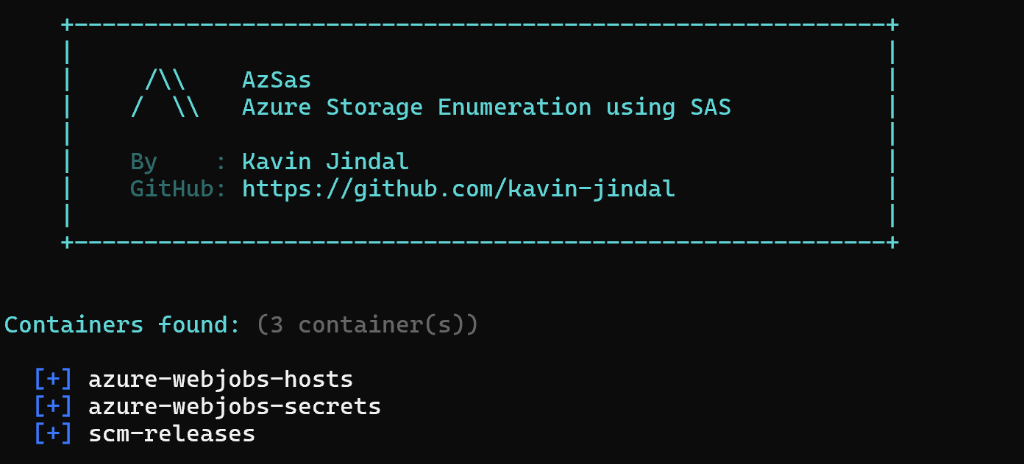 AzSas
Azure Storage Enumeration using SAS
By    : Kavin Jindal
GitHub: https://github.com/kavin-jindal
Containers found: (3 container(s))
[+] azure-webjobs-hosts
[+] azure-webjobs-secrets
[+] scm-releases